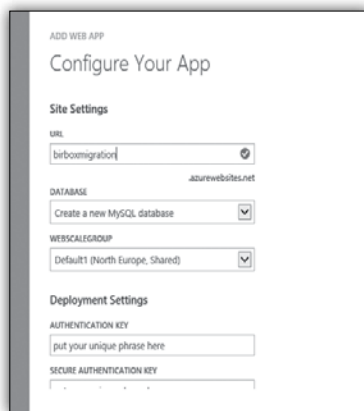 ADD WEB APP
Configure Your App
Site Settings
URL
birboxmigration
.azurewebsites.net
DATABASE
Create a new MySQL database
WEBSCALEGROUP
Default1 (North Europe, Shared)
Deployment Settings
AUTHENTICATION KEY
put your unique phrase here
SECURE AUTHENTICATION KEY